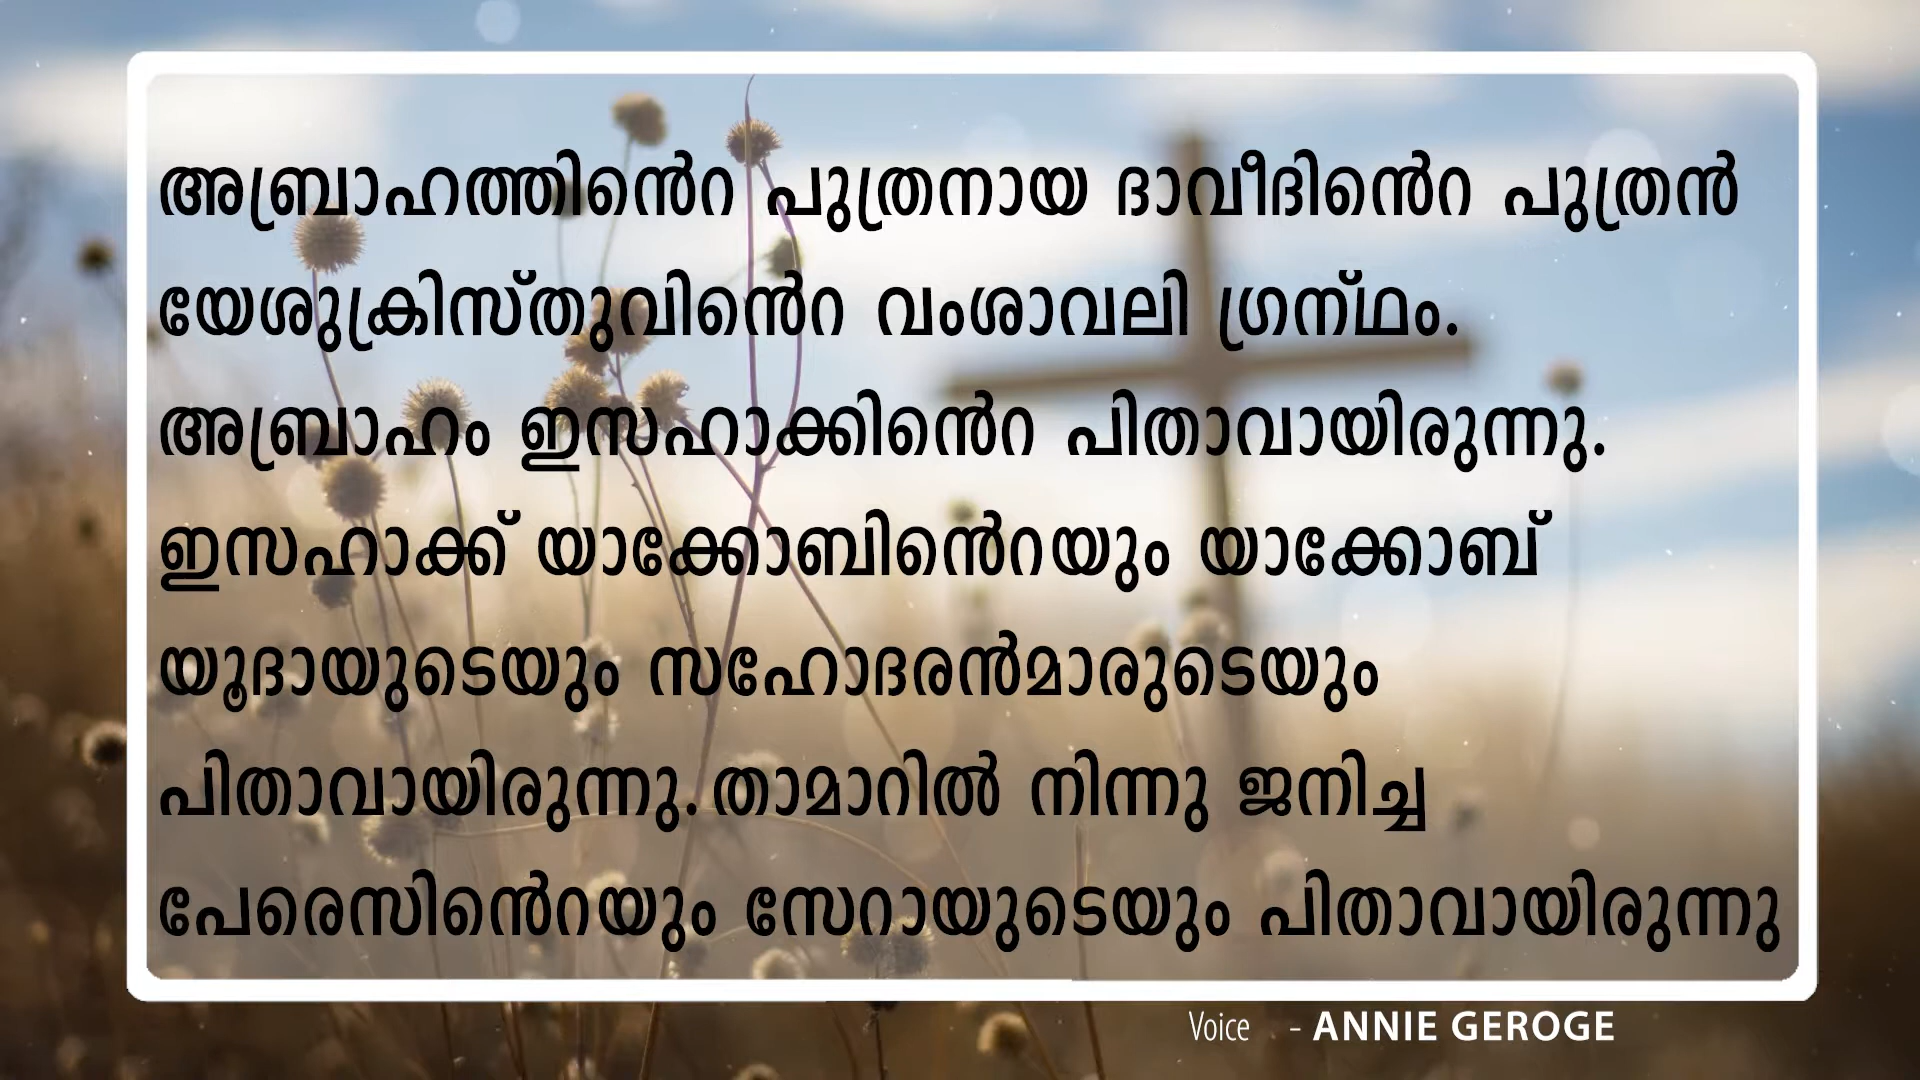 അബ്രാഹത്തിൻെറ പുത്രനായ ദാവീദിൻെറ പുത്രൻ
യേശുക്രിസ്തുവിൻെറ വംശാവലി ഗ്രന്ഥം.
അബ്രാഹം ഇസഹാക്കിൻെറ പിതാവായിരുന്നു.
ഇസഹാക്ക് യാക്കോബിൻെറയും യാക്കോബ്
യൂദായുടെയും സഹോദരൻമാരുടെയും
പിതാവായിരുന്നു.താമാറിൽ നിന്നു ജനിച്ച
പേരെസിൻെറയും സേറായുടെയും പിതാവായിരുന്നു
Voice - ANNIE GEROGE